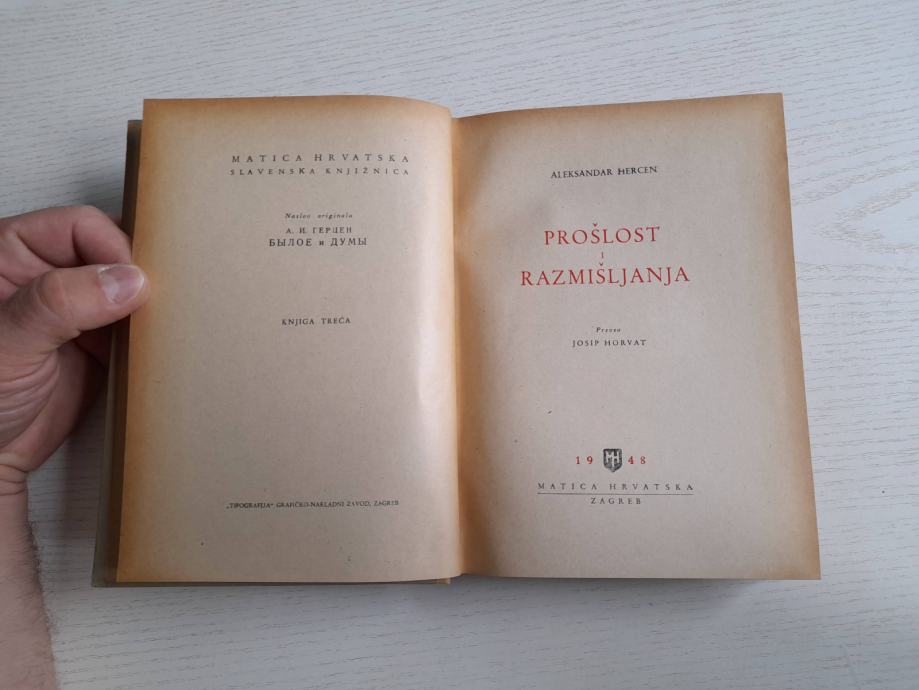 MATICA HRVATSKA
SLAVENSKA KNJIŽNICA
Naslov originala
А. И. ГЕРЦЕН
БЫЛОЕ и ДУМЫ
KNJIGA TREĆA
„TIPOGRAFIJA" GRAFIČKO-NAKLADNI ZAVOD, ZAGREB
ALEKSANDAR HERCEN
PROŠLOST
I
RAZMIŠLJANJA
Preveo
JOSIP HORVAT
19 MH 48
MATICA HRVATSKA
ZAGREB